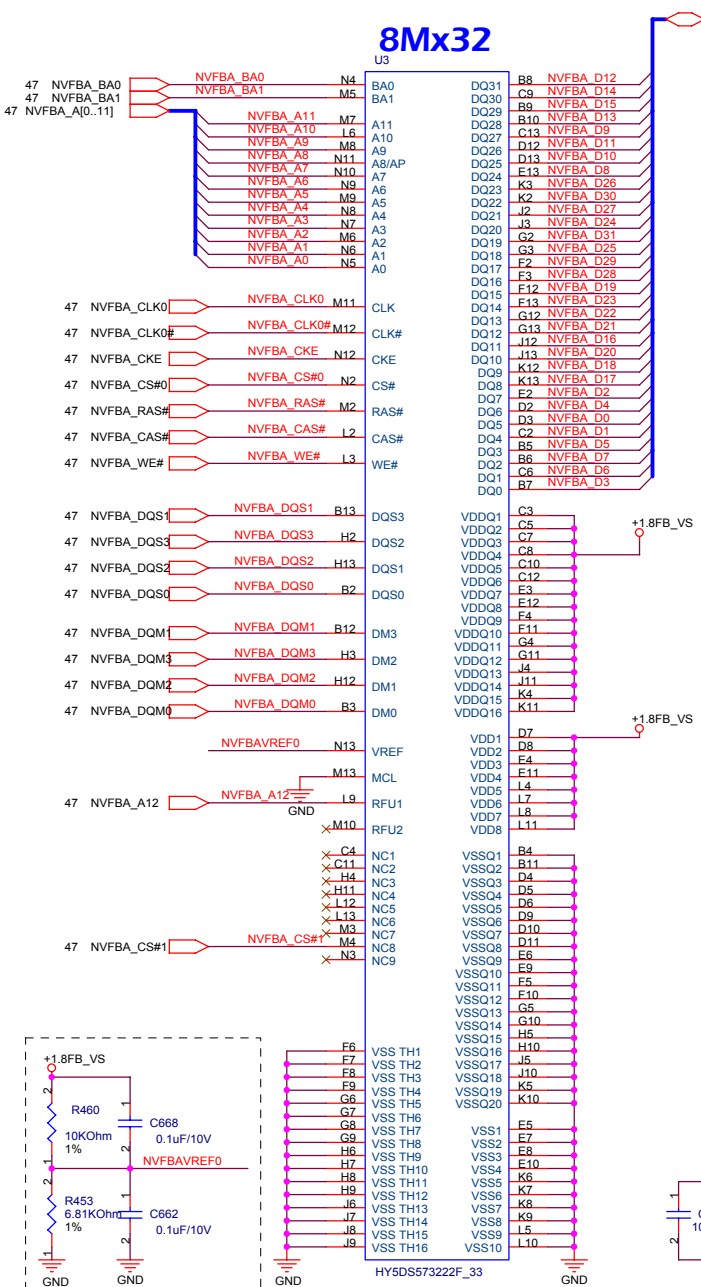 8Mx32
U3
47 NVFBA_BA0 NVFBA_BA0 N4 BA0
47 NVFBA_BA1 NVFBA_BA1 M5 BA1
47 NVFBA_A[0..11]
NVFBA_A11 M7 A11
NVFBA_A10 L6 A10
NVFBA_A9 M8 A9
NVFBA_A8 N11 A8/AP
NVFBA_A7 N10 A7
NVFBA_A6 N9 A6
NVFBA_A5 M9 A5
NVFBA_A4 N8 A4
NVFBA_A3 N7 A3
NVFBA_A2 M6 A2
NVFBA_A1 N6 A1
NVFBA_A0 N5 A0
47 NVFBA_CLK0 NVFBA_CLK0 M11 CLK
47 NVFBA_CLK0# NVFBA_CLK0# M12 CLK#
47 NVFBA_CKE NVFBA_CKE N12 CKE
47 NVFBA_CS#0 NVFBA_CS#0 N2 CS#
47 NVFBA_RAS# NVFBA_RAS# M2 RAS#
47 NVFBA_CAS# NVFBA_CAS# L2 CAS#
47 NVFBA_WE# NVFBA_WE# L3 WE#
47 NVFBA_DQS1 NVFBA_DQS1 B13 DQS3
47 NVFBA_DQS3 NVFBA_DQS3 H2 DQS2
47 NVFBA_DQS2 NVFBA_DQS2 H13 DQS1
47 NVFBA_DQS0 NVFBA_DQS0 B2 DQS0
47 NVFBA_DQM1 NVFBA_DQM1 B12 DM3
47 NVFBA_DQM3 NVFBA_DQM3 H3 DM2
47 NVFBA_DQM2 NVFBA_DQM2 H12 DM1
47 NVFBA_DQM0 NVFBA_DQM0 B3 DM0
NVFBAVREF0 N13 VREF
M13 MCL
GND
47 NVFBA_A12 NVFBA_A12 L9 RFU1
M10 RFU2
C4 NC1
C11 NC2
H4 NC3
H11 NC4
L12 NC5
L13 NC6
M3 NC7
47 NVFBA_CS#1 NVFBA_CS#1 M4 NC8
N3 NC9
F6 VSS TH1
F7 VSS TH2
F8 VSS TH3
F9 VSS TH4
G6 VSS TH5
G7 VSS TH6
G8 VSS TH7
G9 VSS TH8
H6 VSS TH9
H7 VSS TH10
H8 VSS TH11
H9 VSS TH12
J6 VSS TH13
J7 VSS TH14
J8 VSS TH15
J9 VSS TH16
GND
DQ31 B8 NVFBA_D12
DQ30 C9 NVFBA_D14
DQ29 B9 NVFBA_D15
DQ28 B10 NVFBA_D13
DQ27 C13 NVFBA_D9
DQ26 D12 NVFBA_D11
DQ25 D13 NVFBA_D10
DQ24 E13 NVFBA_D8
DQ23 K3 NVFBA_D26
DQ22 K2 NVFBA_D30
DQ21 J2 NVFBA_D27
DQ20 J3 NVFBA_D24
DQ19 G2 NVFBA_D31
DQ18 G3 NVFBA_D25
DQ17 F2 NVFBA_D29
DQ16 F3 NVFBA_D28
DQ15 F12 NVFBA_D19
DQ14 F13 NVFBA_D23
DQ13 G12 NVFBA_D22
DQ12 G13 NVFBA_D21
DQ11 J12 NVFBA_D16
DQ10 J13 NVFBA_D20
DQ9 K12 NVFBA_D18
DQ8 K13 NVFBA_D17
DQ7 E2 NVFBA_D2
DQ6 D2 NVFBA_D4
DQ5 D3 NVFBA_D0
DQ4 C2 NVFBA_D1
DQ3 B5 NVFBA_D5
DQ2 B6 NVFBA_D7
DQ1 C6 NVFBA_D6
DQ0 B7 NVFBA_D3
VDDQ1 C3
VDDQ2 C5
VDDQ3 C7
VDDQ4 C8
+1.8FB_VS
VDDQ5 C10
VDDQ6 C12
VDDQ7 E3
VDDQ8 E12
VDDQ9 F4
VDDQ10 F11
VDDQ11 G4
VDDQ12 G11
VDDQ13 J4
VDDQ14 J11
VDDQ15 K4
VDDQ16 K11
+1.8FB_VS
VDD1 D7
VDD2 D8
VDD3 E4
VDD4 E11
VDD5 L4
VDD6 L7
VDD7 L8
VDD8 L11
VSSQ1 B4
VSSQ2 B11
VSSQ3 D4
VSSQ4 D5
VSSQ5 D6
VSSQ6 D9
VSSQ7 D10
VSSQ8 D11
VSSQ9 E6
VSSQ10 E9
VSSQ11 F5
VSSQ12 F10
VSSQ13 G5
VSSQ14 G10
VSSQ15 H5
VSSQ16 H10
VSSQ17 J5
VSSQ18 J10
VSSQ19 K5
VSSQ20 K10
VSS1 E5
VSS2 E7
VSS3 E8
VSS4 E10
VSS5 K6
VSS6 K7
VSS7 K8
VSS8 K9
VSS9 L5
VSS10 L10
GND
HY5DS573222F_33
+1.8FB_VS
2 1
R460 C668
10KOhm 0.1uF/10V
1%
1 2
NVFBAVREF0
2 1
R453 C662
6.81KOhm 0.1uF/10V
1%
1 2
GND GND
1
C
10
2